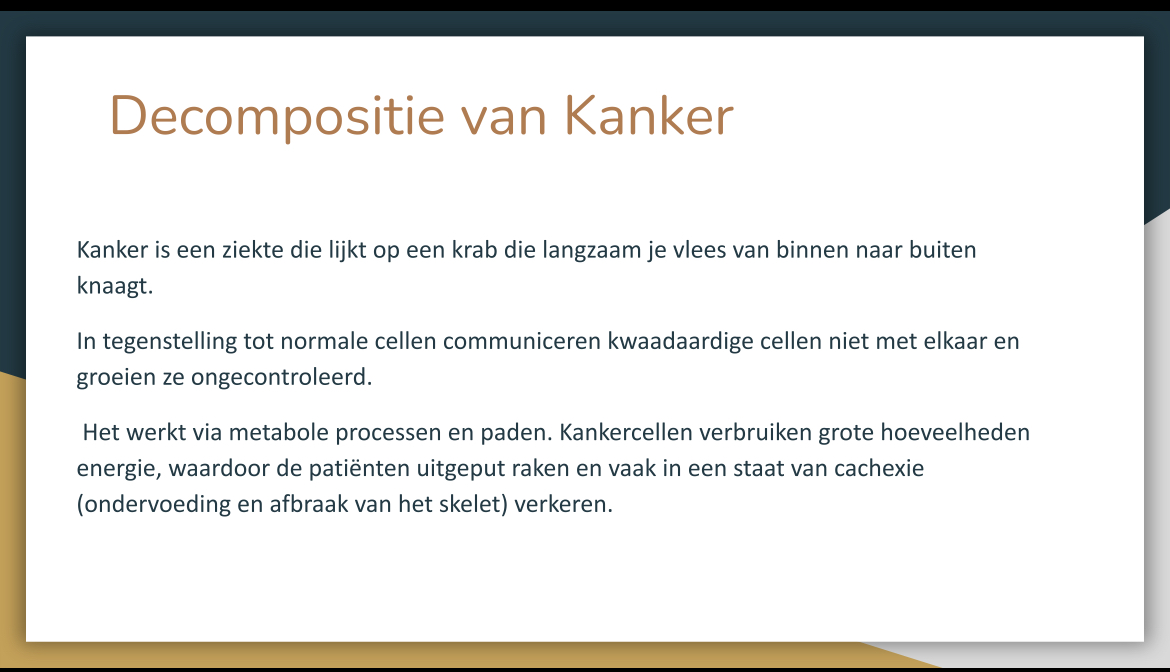 Decompositie van Kanker
Kanker is een ziekte die lijkt op een krab die langzaam je vlees van binnen naar buiten
knaagt.
In tegenstelling tot normale cellen communiceren kwaadaardige cellen niet met elkaar en
groeien ze ongecontroleerd.
Het werkt via metabole processen en paden. Kankercellen verbruiken grote hoeveelheden
energie, waardoor de patiënten uitgeput raken en vaak in een staat van cachexie
(ondervoeding en afbraak van het skelet) verkeren.